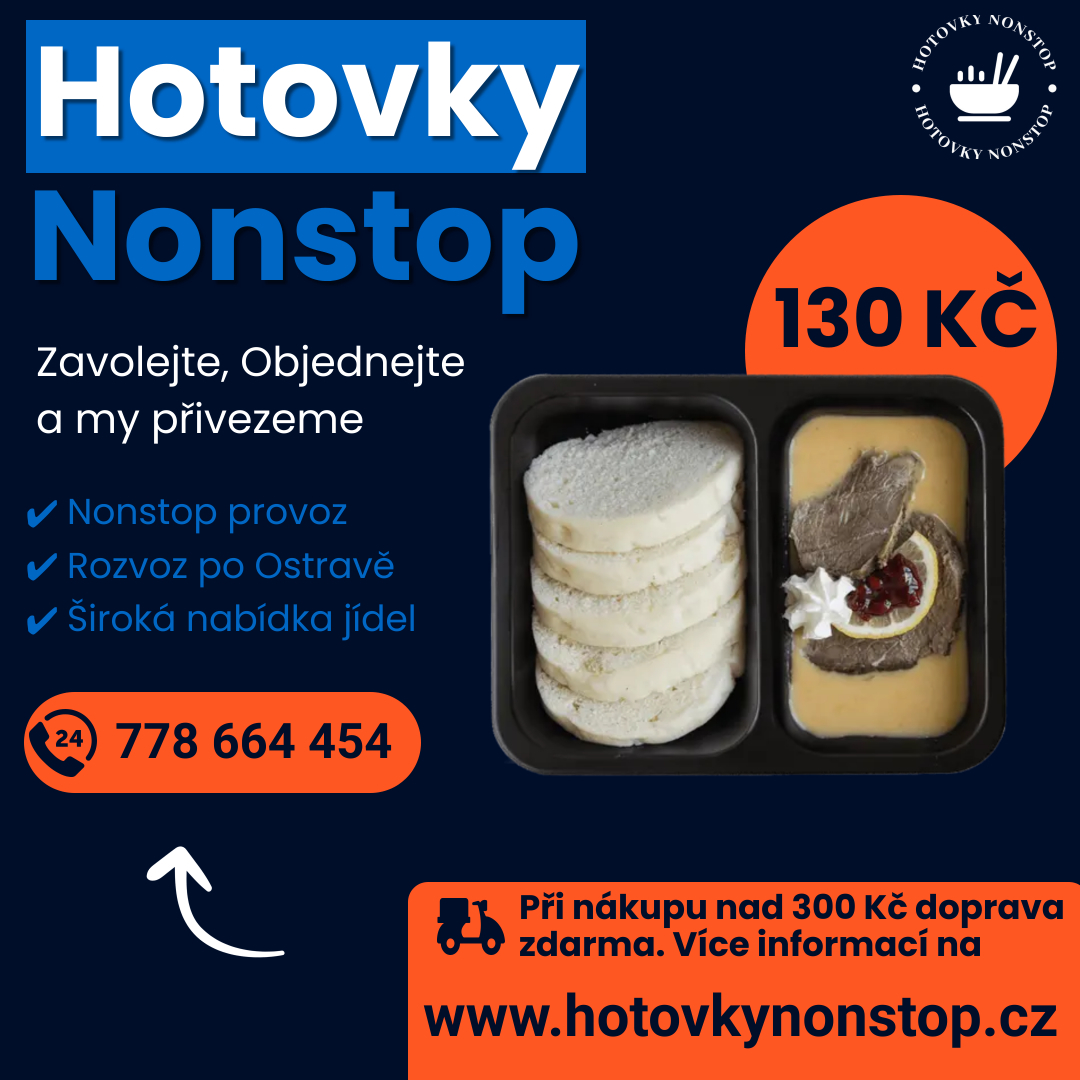 Hotovky
Nonstop
HOTOVKY NONSTOP
HOTOVKY NONSTOP
130 KČ
Zavolejte, Objednejte
a my přivezeme
✔ Nonstop provoz
✔ Rozvoz po Ostravě
✔ Široká nabídka jídel
24
778 664 454
Při nákupu nad 300 Kč doprava
zdarma. Více informací na
www.hotovkynonstop.cz